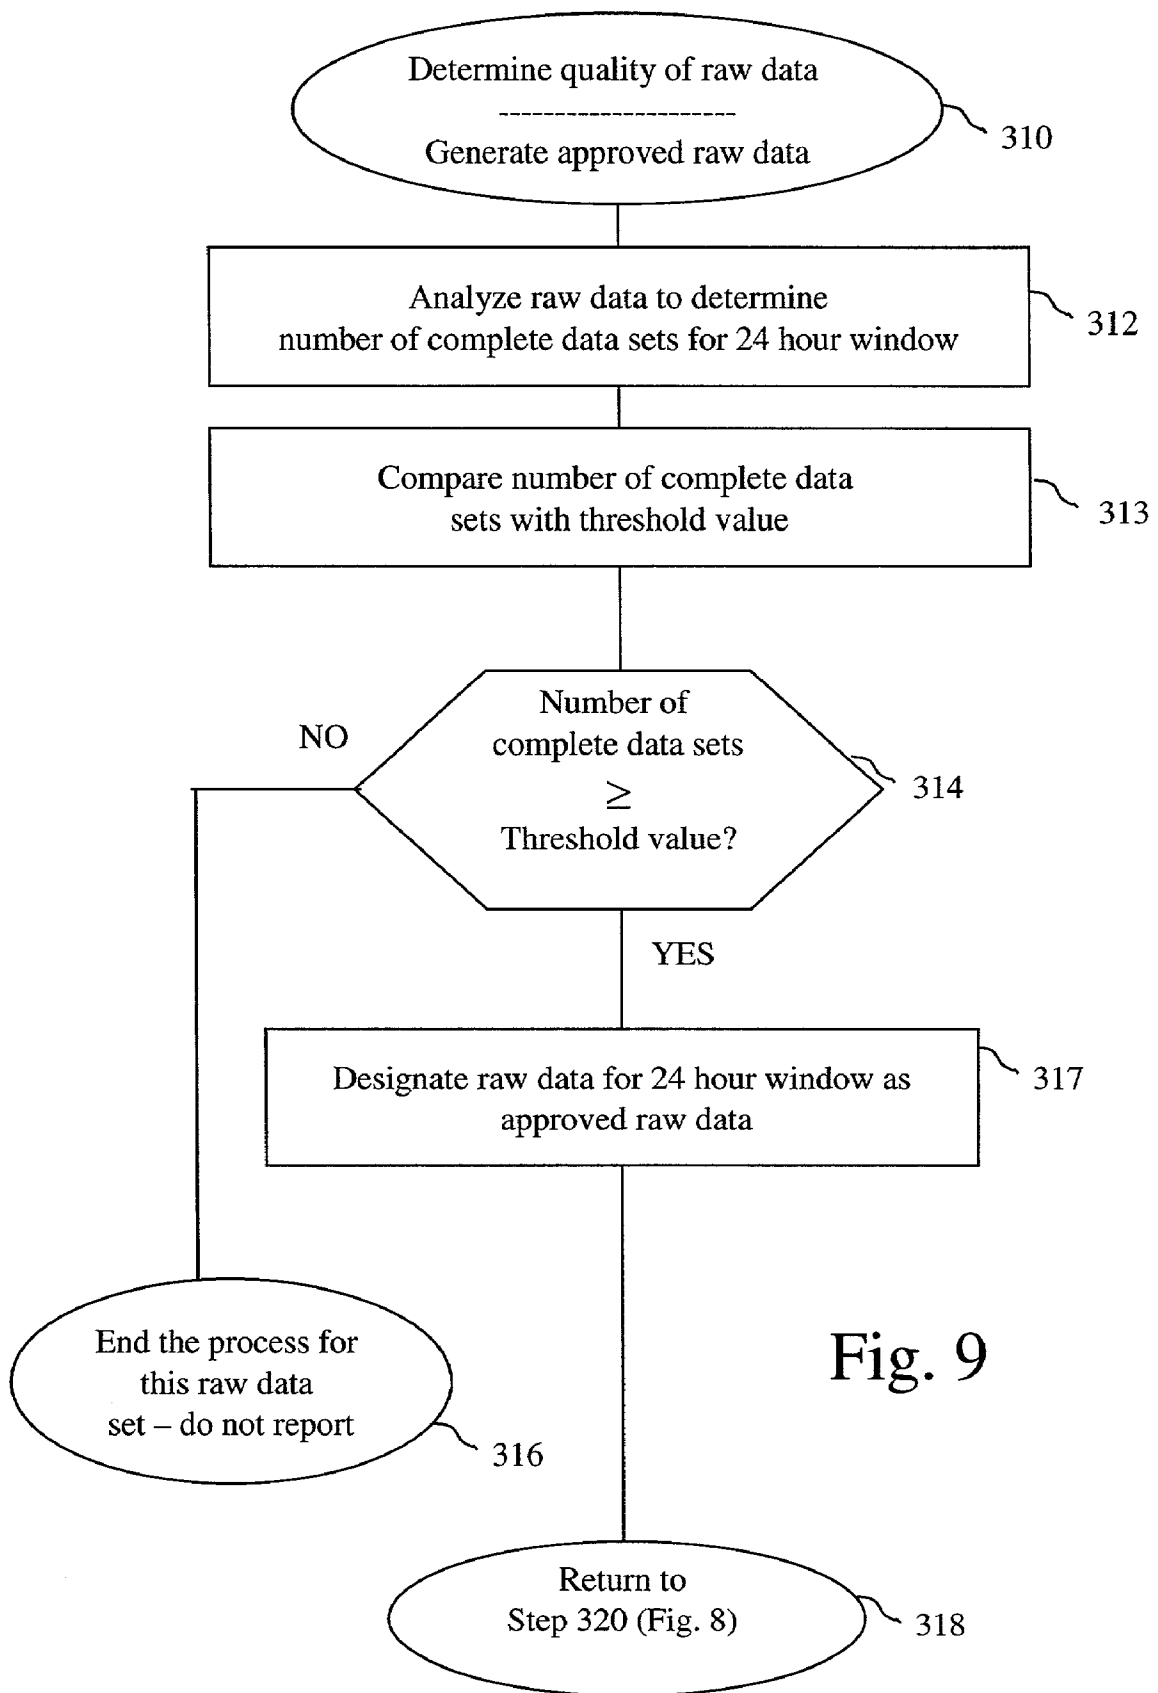 Determine quality of raw data
---------------------
Generate approved raw data
310
Analyze raw data to determine
number of complete data sets for 24 hour window
312
Compare number of complete data
sets with threshold value
313
Number of
complete data sets
≥
Threshold value?
314
NO
YES
Designate raw data for 24 hour window as
approved raw data
317
End the process for
this raw data
set – do not report
316
Fig. 9
Return to
Step 320 (Fig. 8)
318